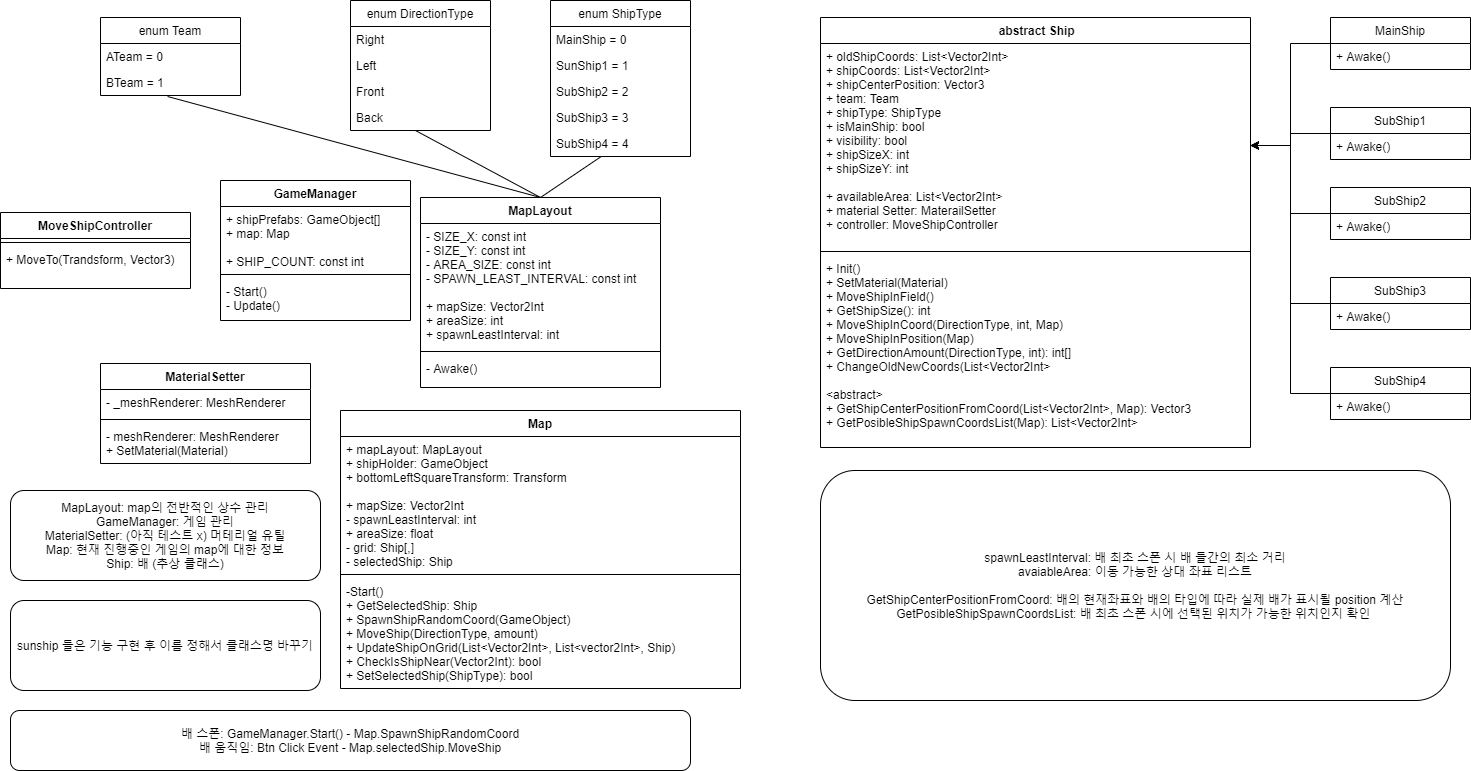 enum Team
ATeam = 0
BTeam = 1
enum DirectionType
Right
Left
Front
Back
enum ShipType
MainShip = 0
SunShip1 = 1
SubShip2 = 2
SubShip3 = 3
SubShip4 = 4
MoveShipController
+ MoveTo(Trandsform, Vector3)
GameManager
+ shipPrefabs: GameObject[]
+ map: Map
+ SHIP_COUNT: const int
- Start()
- Update()
MapLayout
- SIZE_X: const int
- SIZE_Y: const int
- AREA_SIZE: const int
- SPAWN_LEAST_INTERVAL: const int
+ mapSize: Vector2Int
+ areaSize: int
+ spawnLeastInterval: int
- Awake()
MaterialSetter
- _meshRenderer: MeshRenderer
- meshRenderer: MeshRenderer
+ SetMaterial(Material)
Map
+ mapLayout: MapLayout
+ shipHolder: GameObject
+ bottomLeftSquareTransform: Transform
+ mapSize: Vector2Int
- spawnLeastInterval: int
+ areaSize: float
- grid: Ship[,]
- selectedShip: Ship
-Start()
+ GetSelectedShip: Ship
+ SpawnShipRandomCoord(GameObject)
+ MoveShip(DirectionType, amount)
+ UpdateShipOnGrid(List<Vector2Int>, List<vector2Int>, Ship)
+ CheckIsShipNear(Vector2Int): bool
+ SetSelectedShip(ShipType): bool
abstract Ship
+ oldShipCoords: List<Vector2Int>
+ shipCoords: List<Vector2Int>
+ shipCenterPosition: Vector3
+ team: Team
+ shipType: ShipType
+ isMainShip: bool
+ visibility: bool
+ shipSizeX: int
+ shipSizeY: int
+ availableArea: List<Vector2Int>
+ material Setter: MaterailSetter
+ controller: MoveShipController
+ Init()
+ SetMaterial(Material)
+ MoveShipInField()
+ GetShipSize(): int
+ MoveShipInCoord(DirectionType, int, Map)
+ MoveShipInPosition(Map)
+ GetDirectionAmount(DirectionType, int): int[]
+ ChangeOldNewCoords(List<Vector2Int>
<abstract>
+ GetShipCenterPositionFromCoord(List<Vector2Int>, Map): Vector3
+ GetPosibleShipSpawnCoordsList(Map): List<Vector2Int>
MainShip
+ Awake()
SubShip1
+ Awake()
SubShip2
+ Awake()
SubShip3
+ Awake()
SubShip4
+ Awake()
MapLayout: map의 전반적인 상수 관리
GameManager: 게임 관리
MaterialSetter: (아직 테스트 x) 머테리얼 유틸
Map: 현재 진행중인 게임의 map에 대한 정보
Ship: 배 (추상 클래스)
sunship 들은 기능 구현 후 이름 정해서 클래스명 바꾸기
배 스폰: GameManager.Start() - Map.SpawnShipRandomCoord
배 움직임: Btn Click Event - Map.selectedShip.MoveShip
spawnLeastInterval: 배 최초 스폰 시 배 들간의 최소 거리
avaiableArea: 이동 가능한 상대 좌표 리스트
GetShipCenterPositionFromCoord: 배의 현재좌표와 배의 타입에 따라 실제 배가 표시될 position 계산
GetPosibleShipSpawnCoordsList: 배 최초 스폰 시에 선택된 위치가 가능한 위치인지 확인